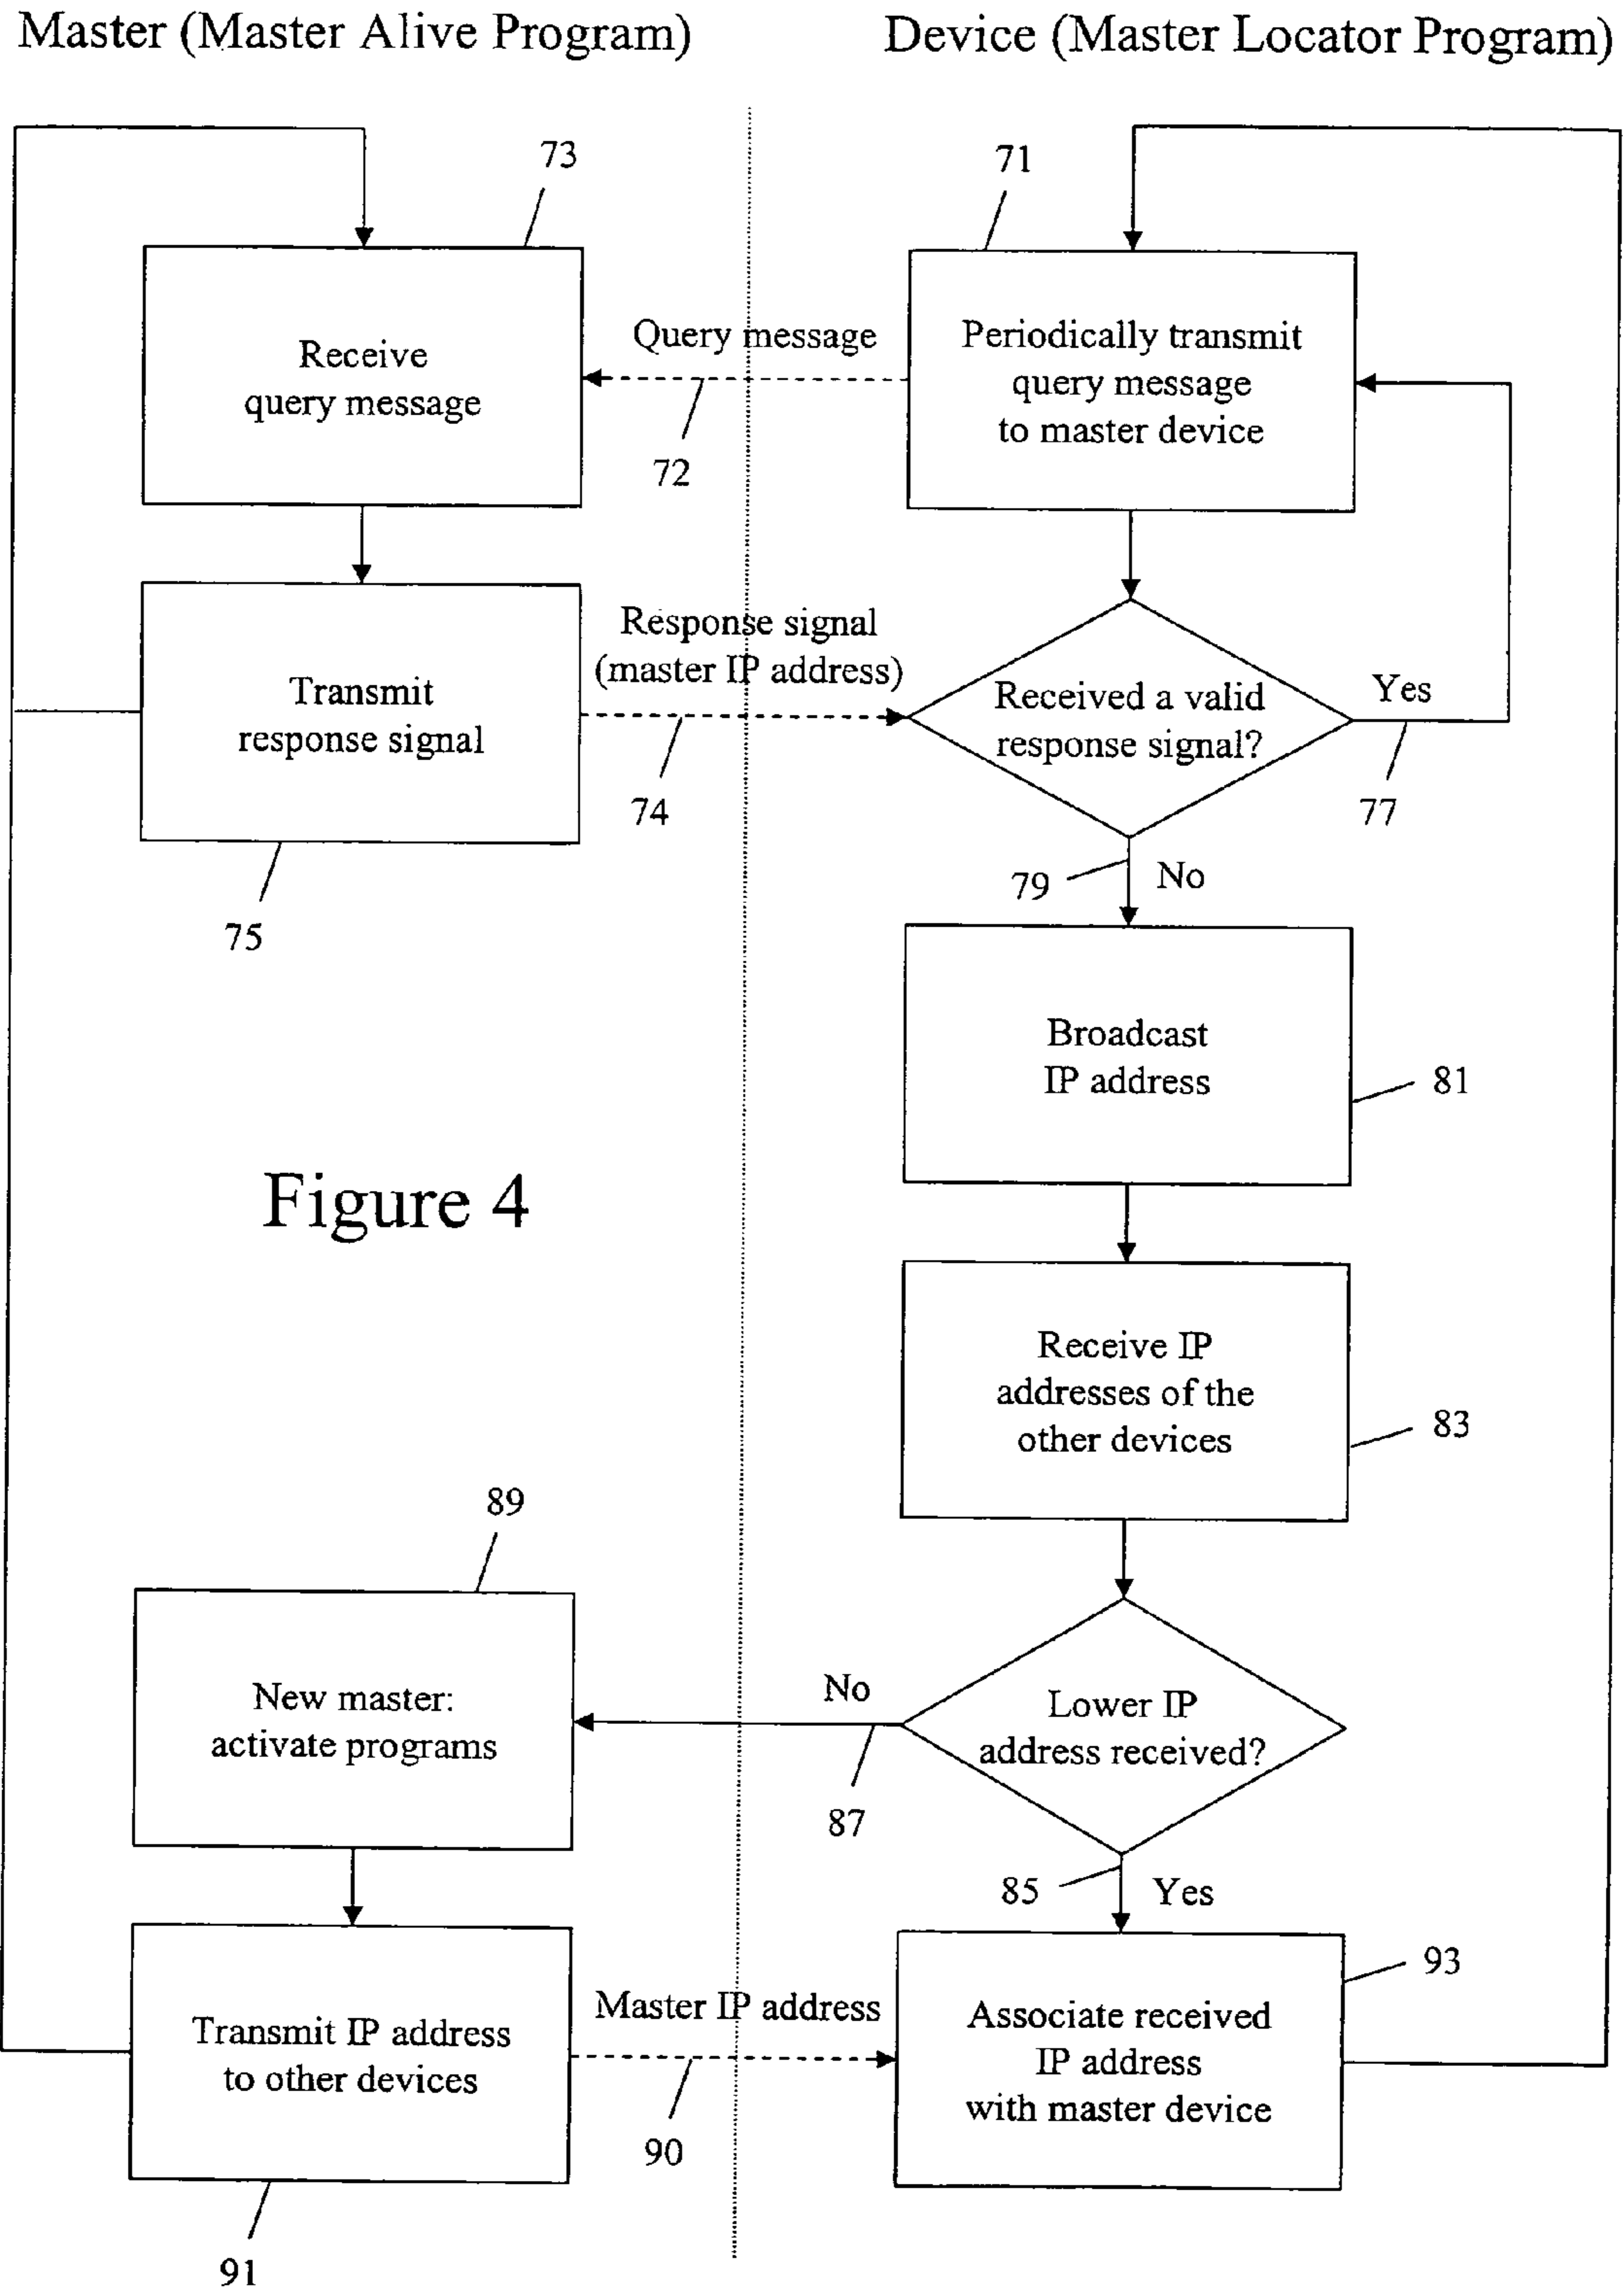 Master (Master Alive Program)
Device (Master Locator Program)
73
71
Receive
query message
Query message
72
Periodically transmit
query message
to master device
Transmit
response signal
Response signal
(master IP address)
74
75
Received a valid
response signal?
Yes
77
79
No
Broadcast
IP address
81
Figure 4
Receive IP
addresses of the
other devices
83
89
New master:
activate programs
No
87
Lower IP
address received?
85
Yes
93
Transmit IP address
to other devices
Master IP address
90
Associate received
IP address
with master device
91